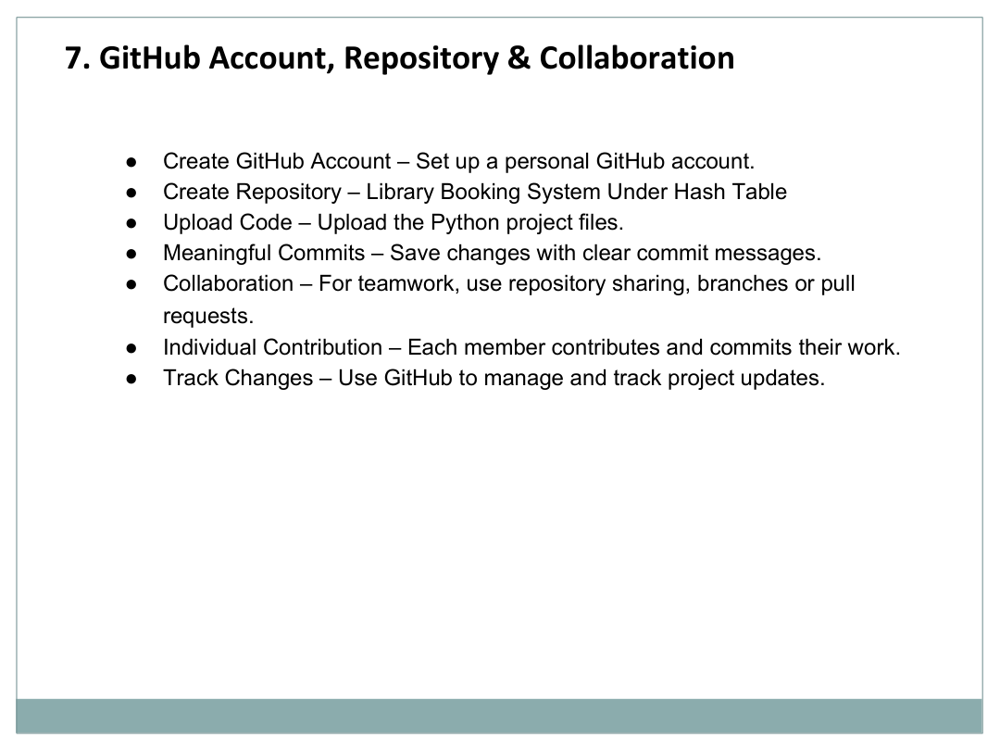 7. GitHub Account, Repository & Collaboration
● Create GitHub Account – Set up a personal GitHub account.
● Create Repository – Library Booking System Under Hash Table
● Upload Code – Upload the Python project files.
● Meaningful Commits – Save changes with clear commit messages.
● Collaboration – For teamwork, use repository sharing, branches or pull
requests.
● Individual Contribution – Each member contributes and commits their work.
● Track Changes – Use GitHub to manage and track project updates.